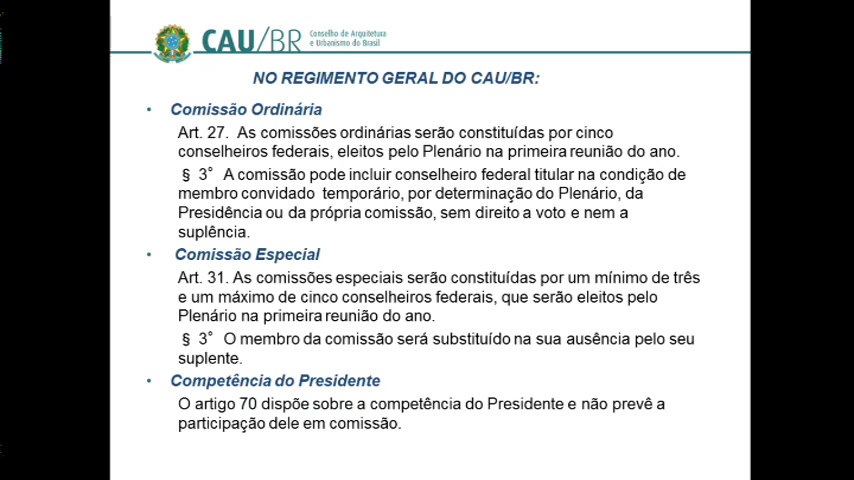 CAU/BR Conselho de Arquitetura
e Urbanismo do Brasil
NO REGIMENTO GERAL DO CAU/BR:
• Comissão Ordinária
Art. 27. As comissões ordinárias serão constituídas por cinco
conselheiros federais, eleitos pelo Plenário na primeira reunião do ano.
§ 3° A comissão pode incluir conselheiro federal titular na condição de
membro convidado temporário, por determinação do Plenário, da
Presidência ou da própria comissão, sem direito a voto e nem a
suplência.
• Comissão Especial
Art. 31. As comissões especiais serão constituídas por um mínimo de três
e um máximo de cinco conselheiros federais, que serão eleitos pelo
Plenário na primeira reunião do ano.
§ 3° O membro da comissão será substituído na sua ausência pelo seu
suplente.
• Competência do Presidente
O artigo 70 dispõe sobre a competência do Presidente e não prevê a
participação dele em comissão.